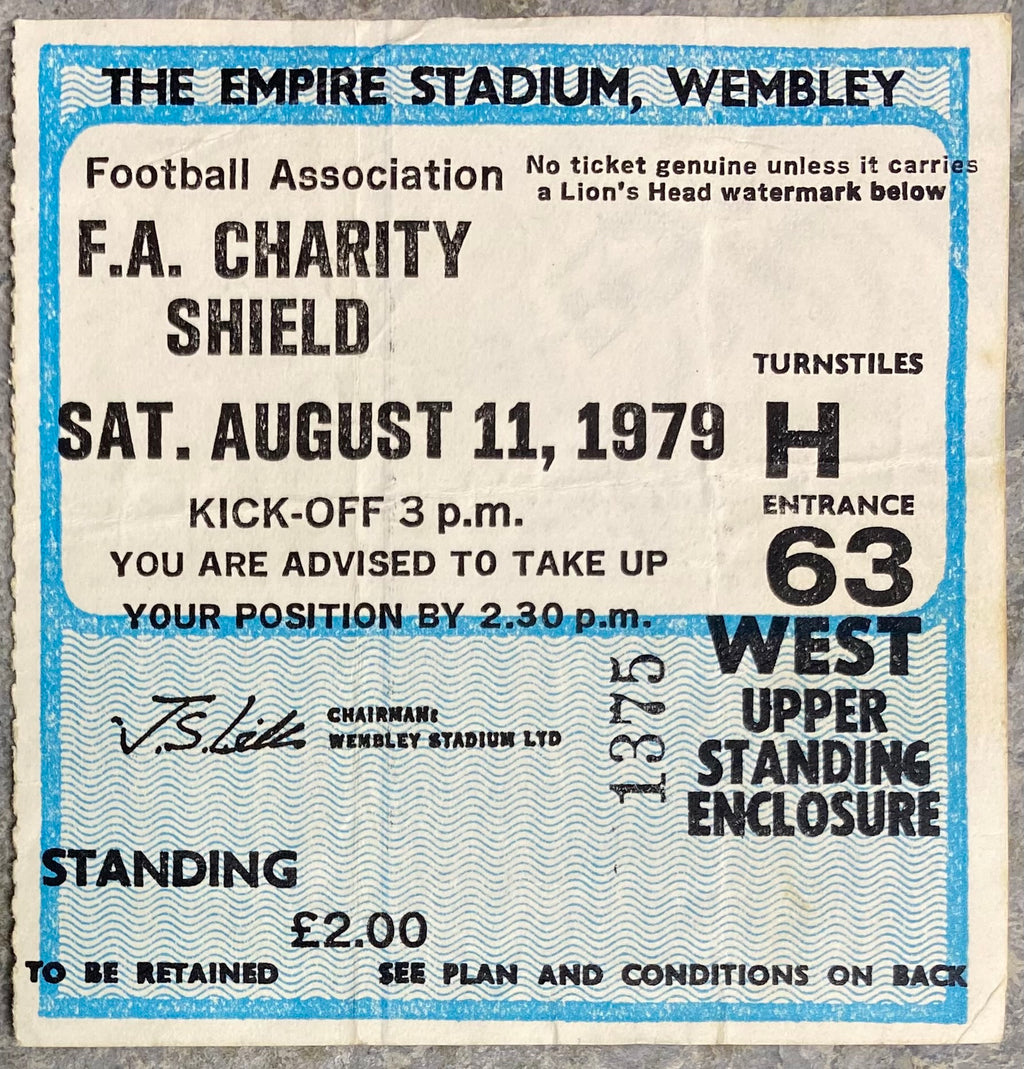 THE EMPIRE STADIUM, WEMBLEY
Football Association
No ticket genuine unless it carries
a Lion's Head watermark below
F.A. CHARITY
SHIELD
SAT. AUGUST 11, 1979
KICK-OFF 3 p.m.
YOU ARE ADVISED TO TAKE UP
YOUR POSITION BY 2.30 p.m.
TURNSTILES
H
ENTRANCE
63
WEST
UPPER
STANDING
ENCLOSURE
1375
CHAIRMAN:
WEMBLEY STADIUM LTD
STANDING
£2.00
TO BE RETAINED
SEE PLAN AND CONDITIONS ON BACK